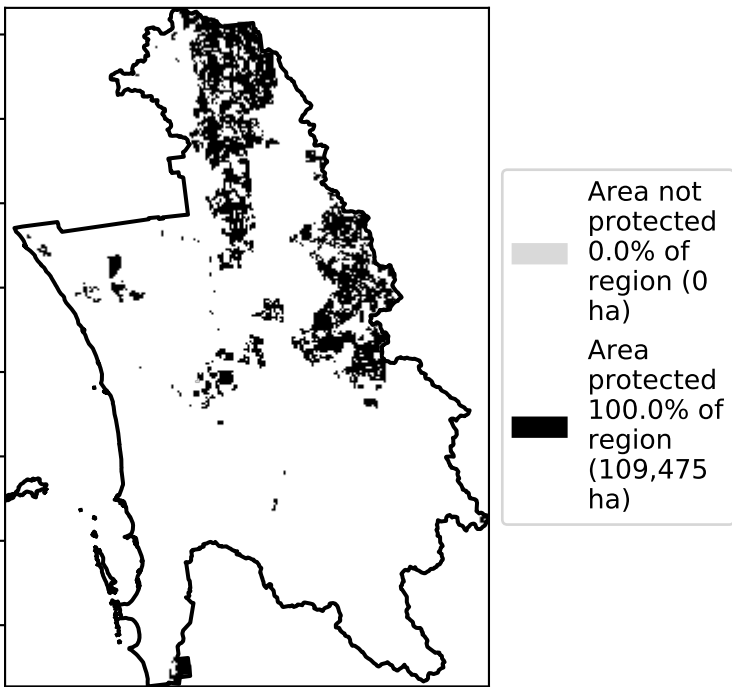 Area not
protected
0.0% of
region (0
ha)
Area
protected
100.0% of
region
(109,475
ha)